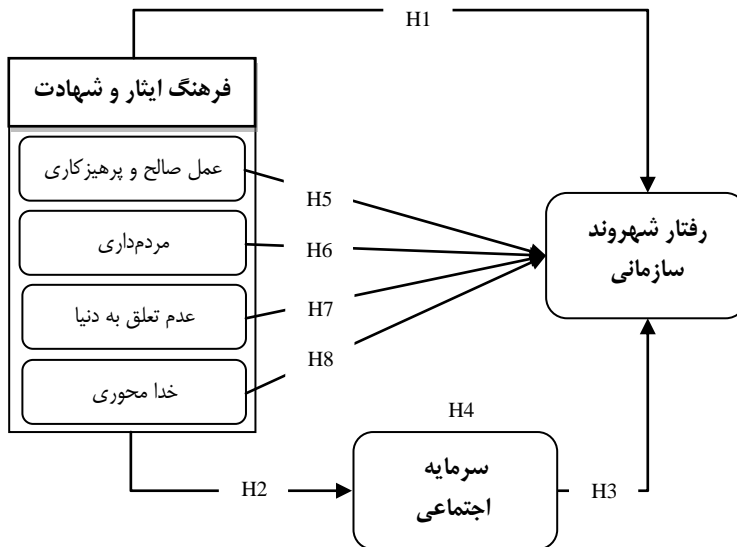 H1
فرهنگ ایثار و شهادت
عمل صالح و پرهیزکاری
H5
مردم‌داری
H6
رفتار شهروند
سازمانی
عدم تعلق به دنیا
H7
خدا محوری
H8
H4
سرمایه
اجتماعی
H2
H3